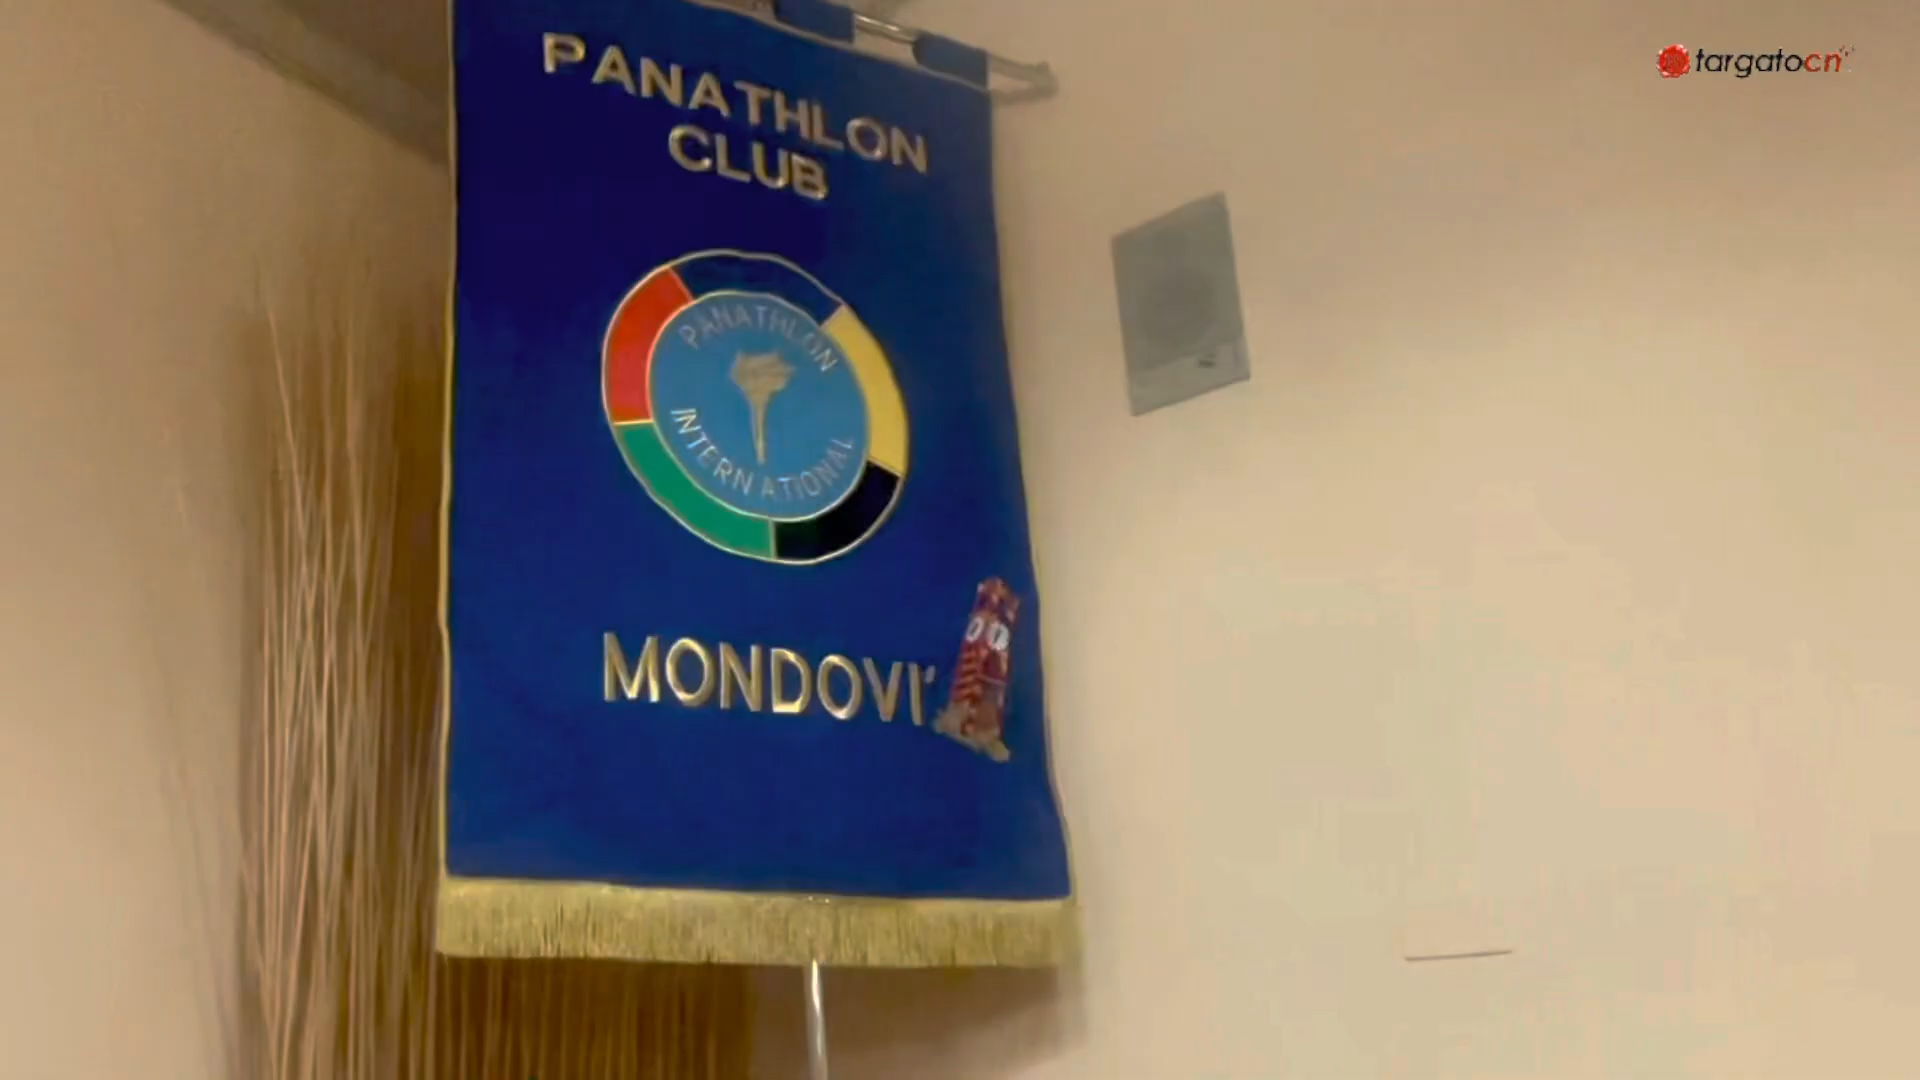 PANATHLON
CLUB
PANATHLON
INTERNATIONAL
MONDOVI'
targatocn